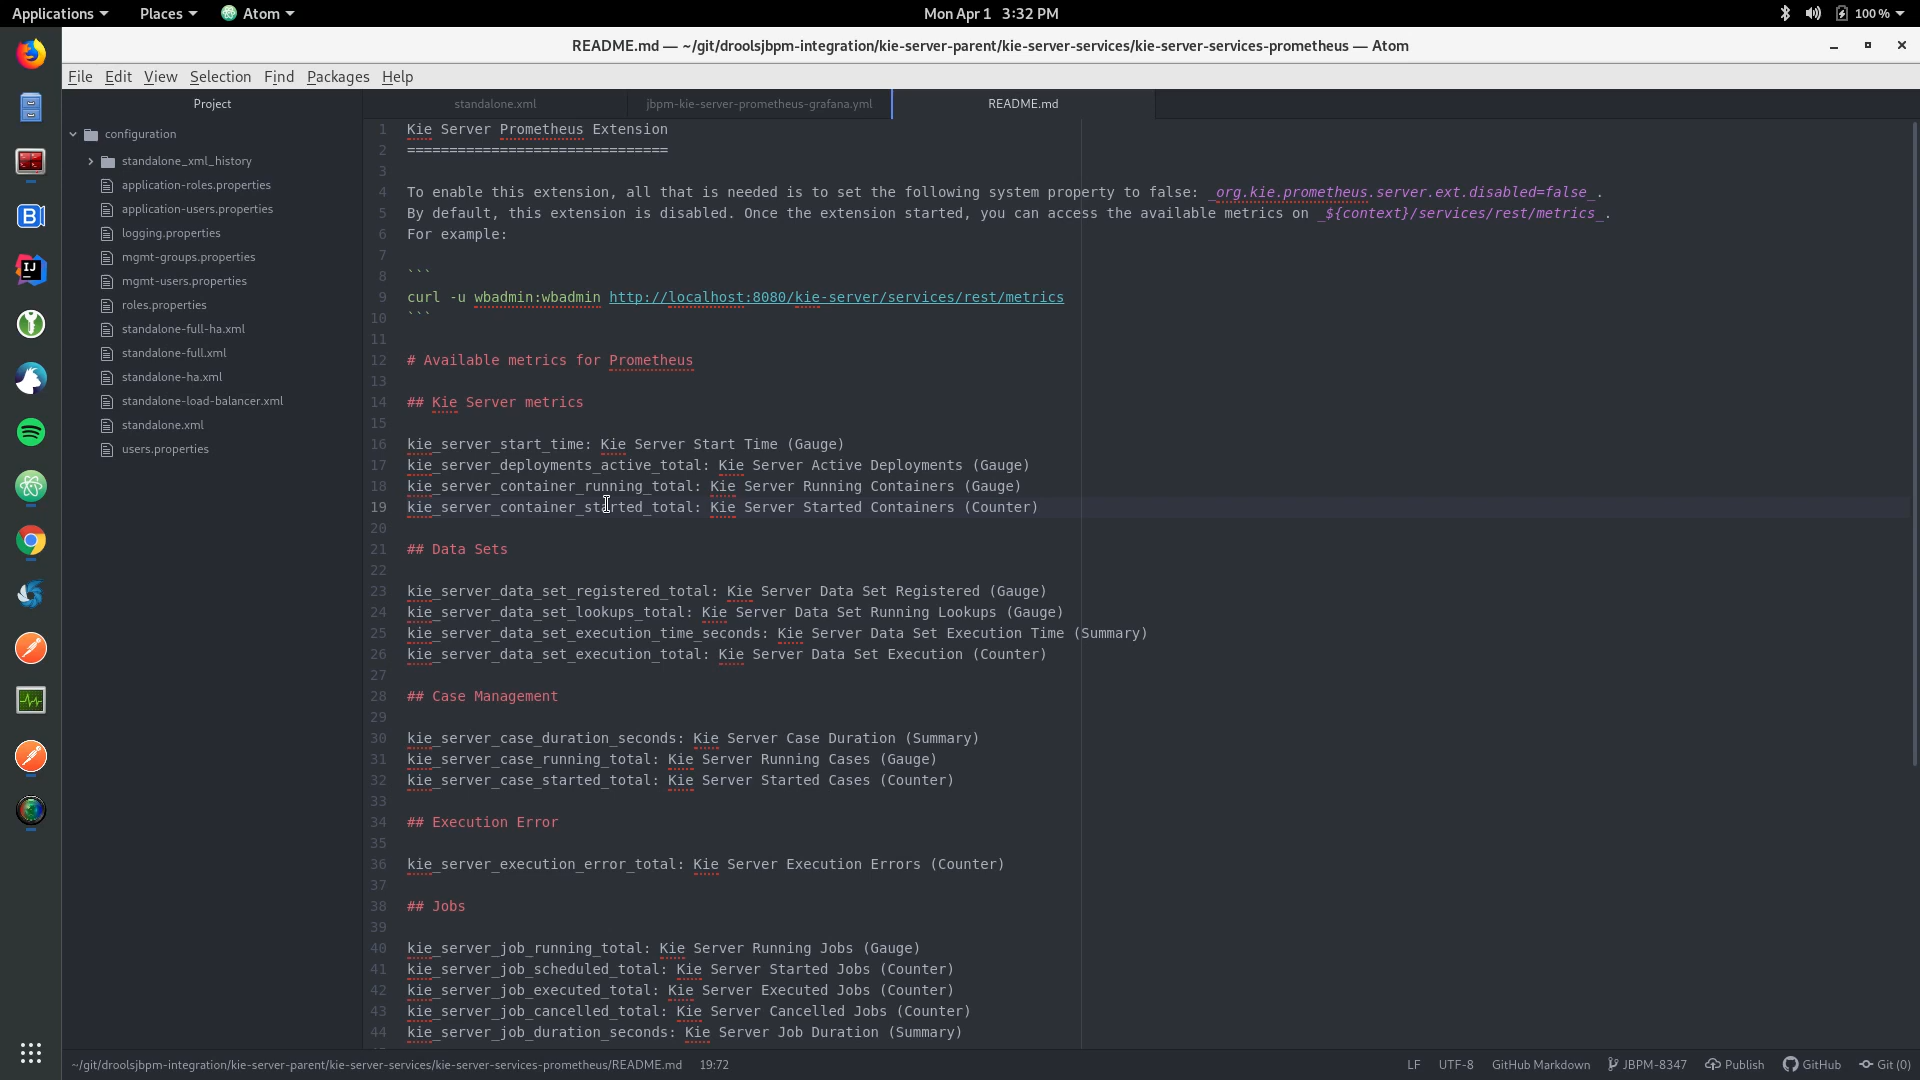 Applications Places Atom Mon Apr 1 3:32 PM 100 %
README.md — ~/git/droolsjbpm-integration/kie-server-parent/kie-server-services/kie-server-services-prometheus — Atom
File Edit View Selection Find Packages Help
Project standalone.xml jbpm-kie-server-prometheus-grafana.yml README.md
configuration
standalone_xml_history
application-roles.properties
application-users.properties
logging.properties
mgmt-groups.properties
mgmt-users.properties
roles.properties
standalone-full-ha.xml
standalone-full.xml
standalone-ha.xml
standalone-load-balancer.xml
standalone.xml
users.properties
1 Kie Server Prometheus Extension
2 ===============================
3
4 To enable this extension, all that is needed is to set the following system property to false: _org.kie.prometheus.server.ext.disabled=false_.
5 By default, this extension is disabled. Once the extension started, you can access the available metrics on _${context}/services/rest/metrics_.
6 For example:
7
8 ```
9 curl -u wbadmin:wbadmin http://localhost:8080/kie-server/services/rest/metrics
10 ```
11
12 # Available metrics for Prometheus
13
14 ## Kie Server metrics
15
16 kie_server_start_time: Kie Server Start Time (Gauge)
17 kie_server_deployments_active_total: Kie Server Active Deployments (Gauge)
18 kie_server_container_running_total: Kie Server Running Containers (Gauge)
19 kie_server_container_started_total: Kie Server Started Containers (Counter)
20
21 ## Data Sets
22
23 kie_server_data_set_registered_total: Kie Server Data Set Registered (Gauge)
24 kie_server_data_set_lookups_total: Kie Server Data Set Running Lookups (Gauge)
25 kie_server_data_set_execution_time_seconds: Kie Server Data Set Execution Time (Summary)
26 kie_server_data_set_execution_total: Kie Server Data Set Execution (Counter)
27
28 ## Case Management
29
30 kie_server_case_duration_seconds: Kie Server Case Duration (Summary)
31 kie_server_case_running_total: Kie Server Running Cases (Gauge)
32 kie_server_case_started_total: Kie Server Started Cases (Counter)
33
34 ## Execution Error
35
36 kie_server_execution_error_total: Kie Server Execution Errors (Counter)
37
38 ## Jobs
39
40 kie_server_job_running_total: Kie Server Running Jobs (Gauge)
41 kie_server_job_scheduled_total: Kie Server Started Jobs (Counter)
42 kie_server_job_executed_total: Kie Server Executed Jobs (Counter)
43 kie_server_job_cancelled_total: Kie Server Cancelled Jobs (Counter)
44 kie_server_job_duration_seconds: Kie Server Job Duration (Summary)
~/git/droolsjbpm-integration/kie-server-parent/kie-server-services/kie-server-services-prometheus/README.md 19:72 LF UTF-8 GitHub Markdown JBPM-8347 Publish GitHub Git (0)